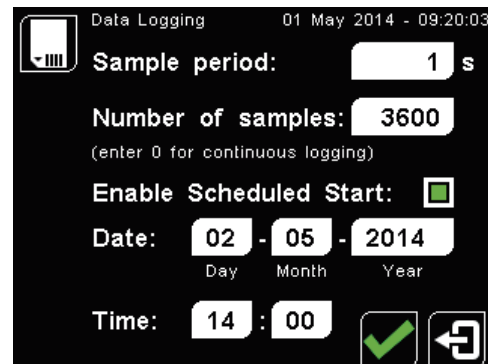 Data Logging 01 May 2014 - 09:20:03
Sample period: 1 s
Number of samples: 3600
(enter 0 for continuous logging)
Enable Scheduled Start:
Date: 02 - 05 - 2014
Day Month Year
Time: 14 : 00